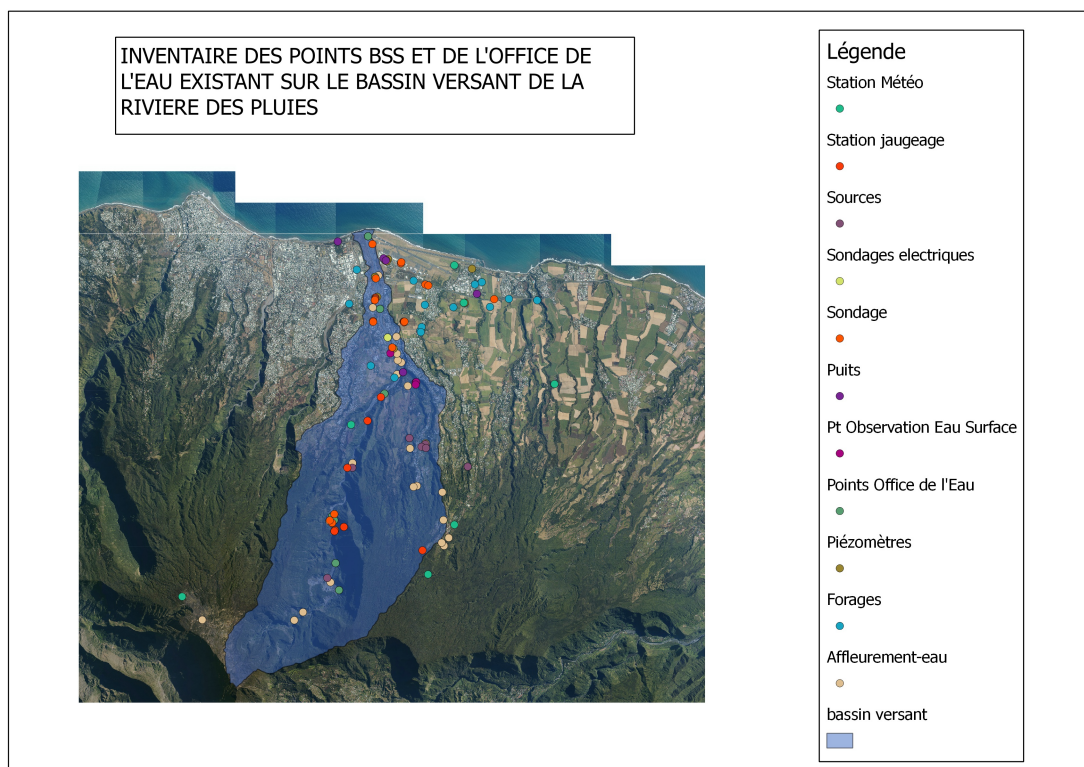 INVENTAIRE DES POINTS BSS ET DE L'OFFICE DE
L'EAU EXISTANT SUR LE BASSIN VERSANT DE LA
RIVIERE DES PLUIES
Légende
Station Météo
Station jaugeage
Sources
Sondages electriques
Sondage
Puits
Pt Observation Eau Surface
Points Office de l'Eau
Piézomètres
Forages
Affleurement-eau
bassin versant